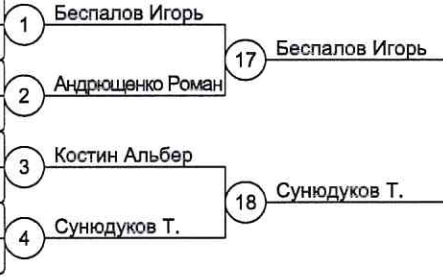 1 Беспалов Игорь
17 Беспалов Игорь
2 Андрющенко Роман
3 Костин Альбер
18 Сунюдуков Т.
4 Сунюдуков Т.